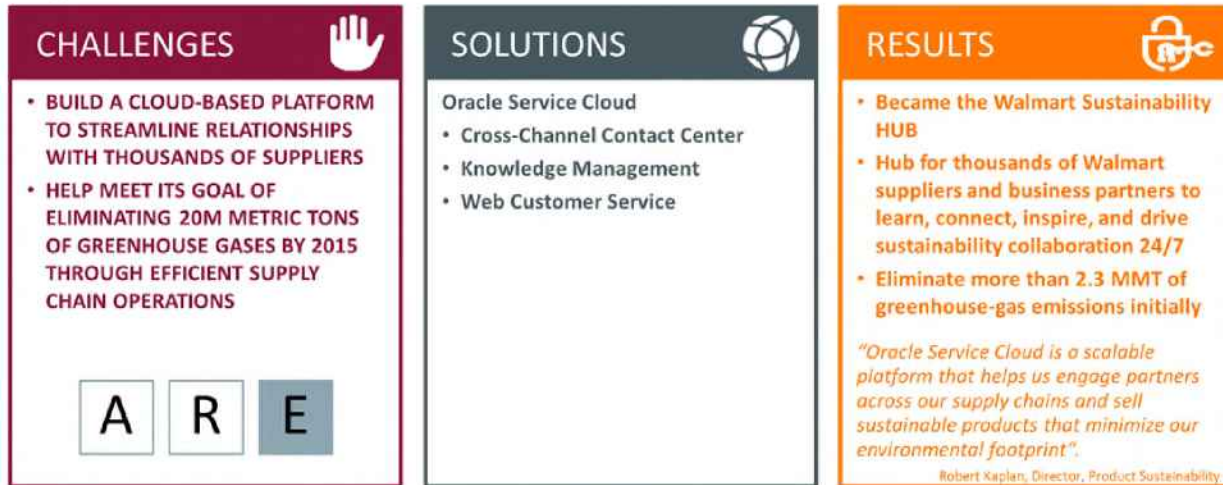 CHALLENGES
• BUILD A CLOUD-BASED PLATFORM
TO STREAMLINE RELATIONSHIPS
WITH THOUSANDS OF SUPPLIERS
• HELP MEET ITS GOAL OF
ELIMINATING 20M METRIC TONS
OF GREENHOUSE GASES BY 2015
THROUGH EFFICIENT SUPPLY
CHAIN OPERATIONS
A R E
SOLUTIONS
Oracle Service Cloud
• Cross-Channel Contact Center
• Knowledge Management
• Web Customer Service
RESULTS
• Became the Walmart Sustainability
HUB
• Hub for thousands of Walmart
suppliers and business partners to
learn, connect, inspire, and drive
sustainability collaboration 24/7
• Eliminate more than 2.3 MMT of
greenhouse-gas emissions initially
"Oracle Service Cloud is a scalable
platform that helps us engage partners
across our supply chains and sell
sustainable products that minimize our
environmental footprint".
Robert Kaplan, Director, Product Sustainability